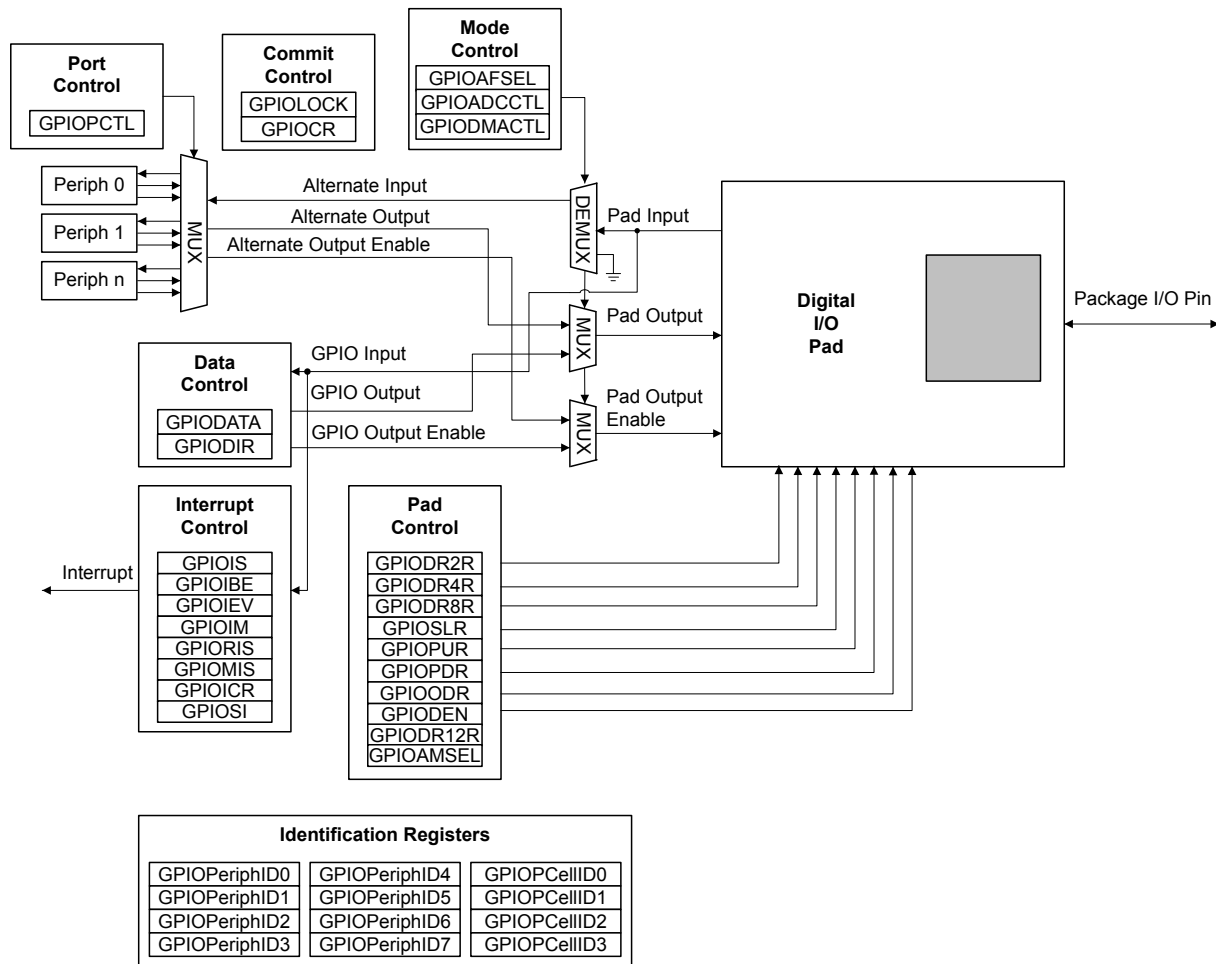 Port
Control
GPIOPCTL
Commit
Control
GPIOLOCK
GPIOCR
Mode
Control
GPIOAFSEL
GPIOADCCTL
GPIODMACTL
Periph 0
Periph 1
Periph n
MUX
Alternate Input
Alternate Output
Alternate Output Enable
DEMUX
Pad Input
MUX
Pad Output
MUX
Pad Output
Enable
Digital
I/O
Pad
Package I/O Pin
Data
Control
GPIODATA
GPIODIR
GPIO Input
GPIO Output
GPIO Output Enable
Interrupt
Control
GPIOIS
GPIOIBE
GPIOIEV
GPIOIM
GPIORIS
GPIOMIS
GPIOICR
GPIOSI
Interrupt
Pad
Control
GPIODR2R
GPIODR4R
GPIODR8R
GPIOSLR
GPIOPUR
GPIOPDR
GPIOODR
GPIODEN
GPIODR12R
GPIOAMSEL
Identification Registers
GPIOPeriphID0
GPIOPeriphID1
GPIOPeriphID2
GPIOPeriphID3
GPIOPeriphID4
GPIOPeriphID5
GPIOPeriphID6
GPIOPeriphID7
GPIOPCellID0
GPIOPCellID1
GPIOPCellID2
GPIOPCellID3